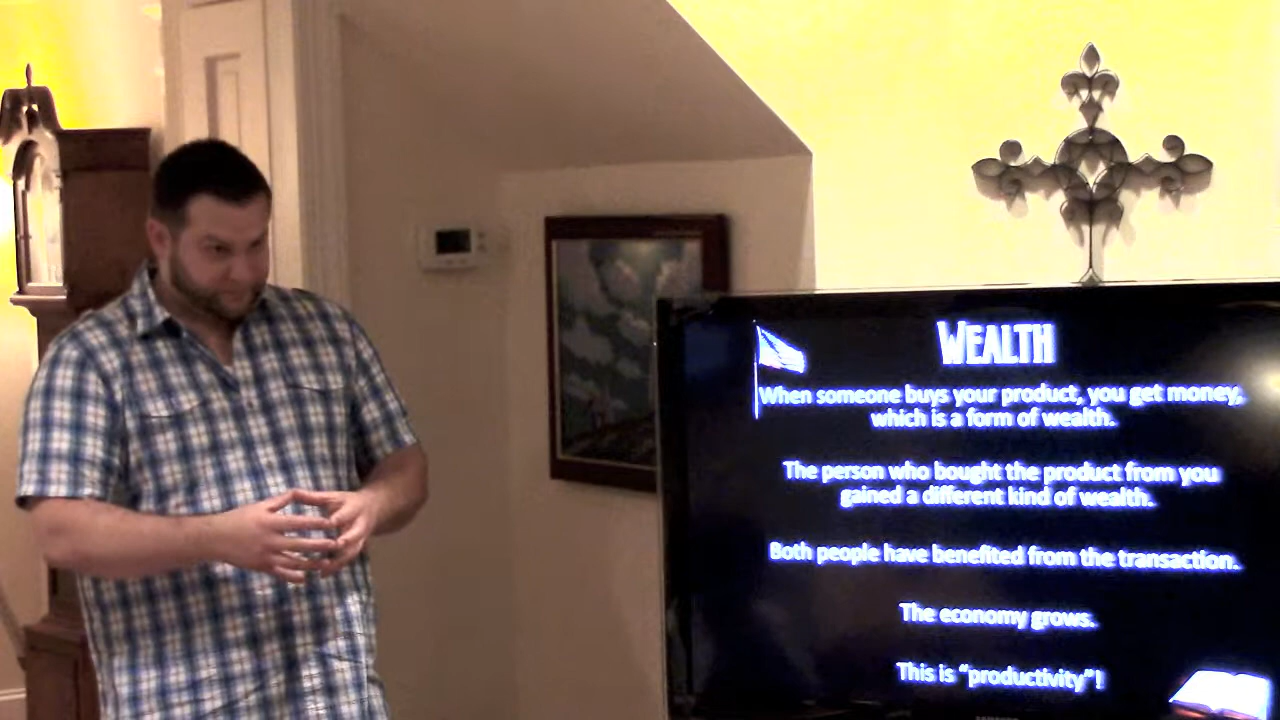 WEALTH
When someone buys your product, you get money,
which is a form of wealth.
The person who bought the product from you
gained a different kind of wealth.
Both people have benefited from the transaction.
The economy grows.
This is “productivity”!